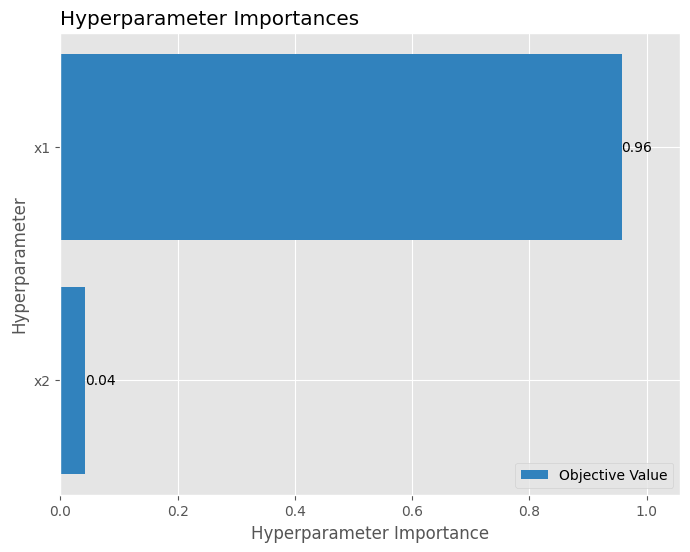 Hyperparameter Importances
Hyperparameter
x1
0.96
x2
0.04
Objective Value
0.0
0.2
0.4
0.6
0.8
1.0
Hyperparameter Importance